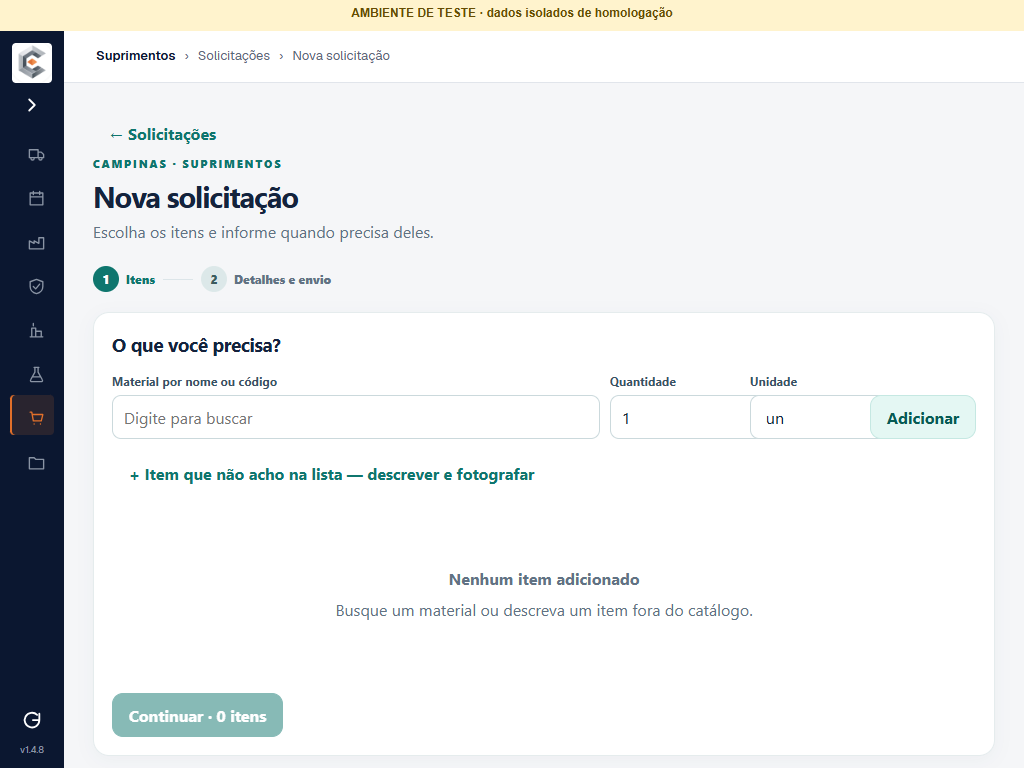 AMBIENTE DE TESTE · dados isolados de homologação
Suprimentos › Solicitações › Nova solicitação
← Solicitações
CAMPINAS · SUPRIMENTOS
Nova solicitação
Escolha os itens e informe quando precisa deles.
1 Itens 2 Detalhes e envio
O que você precisa?
Material por nome ou código Quantidade Unidade
Digite para buscar 1 un Adicionar
+ Item que não acho na lista — descrever e fotografar
Nenhum item adicionado
Busque um material ou descreva um item fora do catálogo.
Continuar · 0 itens
v1.4.8